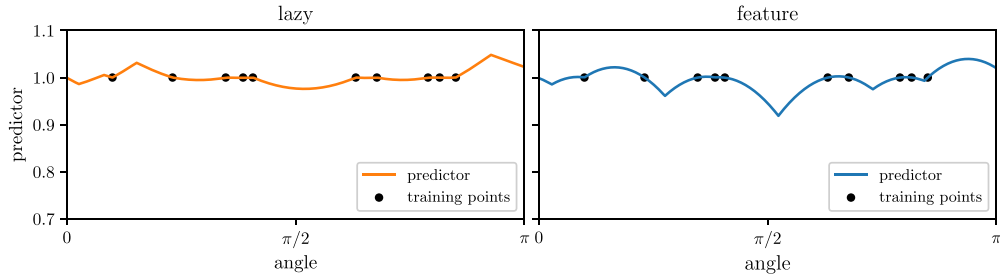 lazy
feature
1.1
1.0
0.9
0.8
0.7
predictor
predictor
training points
predictor
training points
0
π/2
π
0
π/2
π
angle
angle